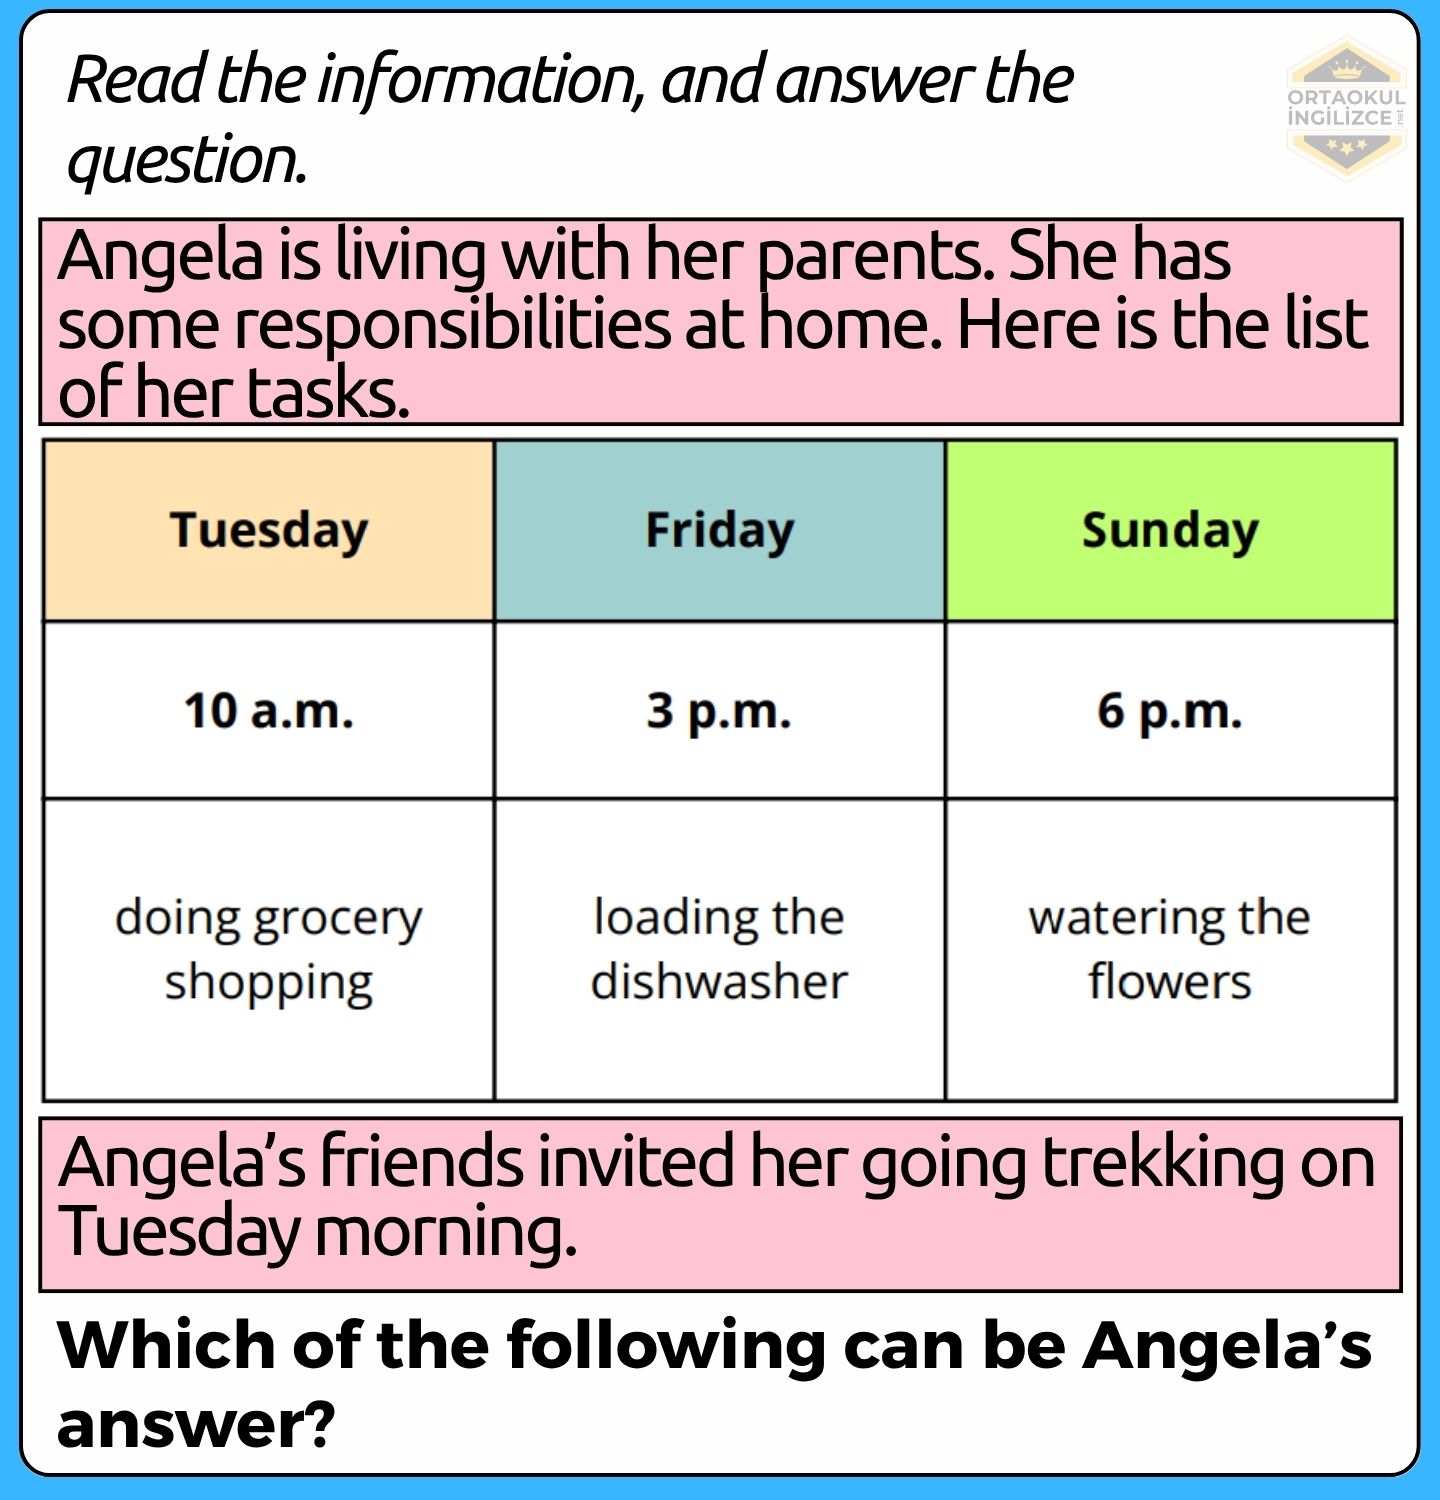 Read the information, and answer the
question.
ORTAOKUL
İNGİLİZCE
.net
Angela is living with her parents. She has
some responsibilities at home. Here is the list
of her tasks.
Tuesday
Friday
Sunday
10 a.m.
3 p.m.
6 p.m.
doing grocery
shopping
loading the
dishwasher
watering the
flowers
Angela’s friends invited her going trekking on
Tuesday morning.
Which of the following can be Angela’s
answer?